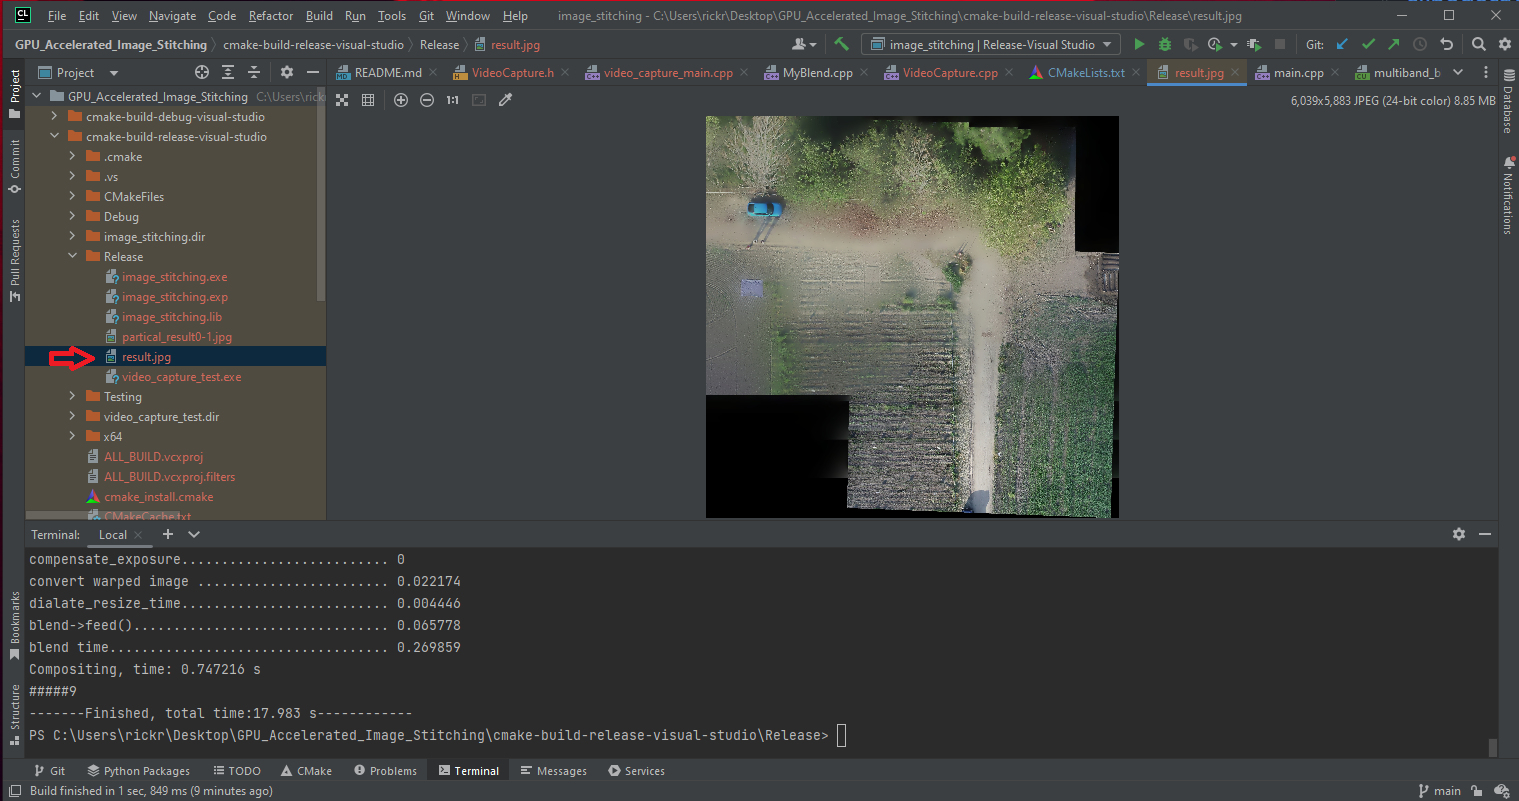 CL File Edit View Navigate Code Refactor Build Run Tools Git Window Help image_stitching - C:\Users\rickr\Desktop\GPU_Accelerated_Image_Stitching\cmake-build-release-visual-studio\Release\result.jpg
GPU_Accelerated_Image_Stitching cmake-build-release-visual-studio Release result.jpg image_stitching | Release-Visual Studio Git:
Project README.md VideoCapture.h video_capture_main.cpp MyBlend.cpp VideoCapture.cpp CMakeLists.txt result.jpg main.cpp multiband_b
1:1 6,039x5,883 JPEG (24-bit color) 8.85 MB
Project
Commit
Pull Requests
Bookmarks
Structure
Database
Notifications
GPU_Accelerated_Image_Stitching C:\Users\rickr
cmake-build-debug-visual-studio
cmake-build-release-visual-studio
.cmake
.vs
CMakeFiles
Debug
image_stitching.dir
Release
image_stitching.exe
image_stitching.exp
image_stitching.lib
partical_result0-1.jpg
result.jpg
video_capture_test.exe
Testing
video_capture_test.dir
x64
ALL_BUILD.vcxproj
ALL_BUILD.vcxproj.filters
cmake_install.cmake
CMakeCache.txt
Terminal: Local
compensate_exposure.......................... 0
convert warped image ........................ 0.022174
dialate_resize_time.......................... 0.004446
blend->feed()................................ 0.065778
blend time................................... 0.269859
Compositing, time: 0.747216 s
#####9
-------Finished, total time:17.983 s------------
PS C:\Users\rickr\Desktop\GPU_Accelerated_Image_Stitching\cmake-build-release-visual-studio\Release>
Git Python Packages TODO CMake Problems Terminal Messages Services
Build finished in 1 sec, 849 ms (9 minutes ago) main